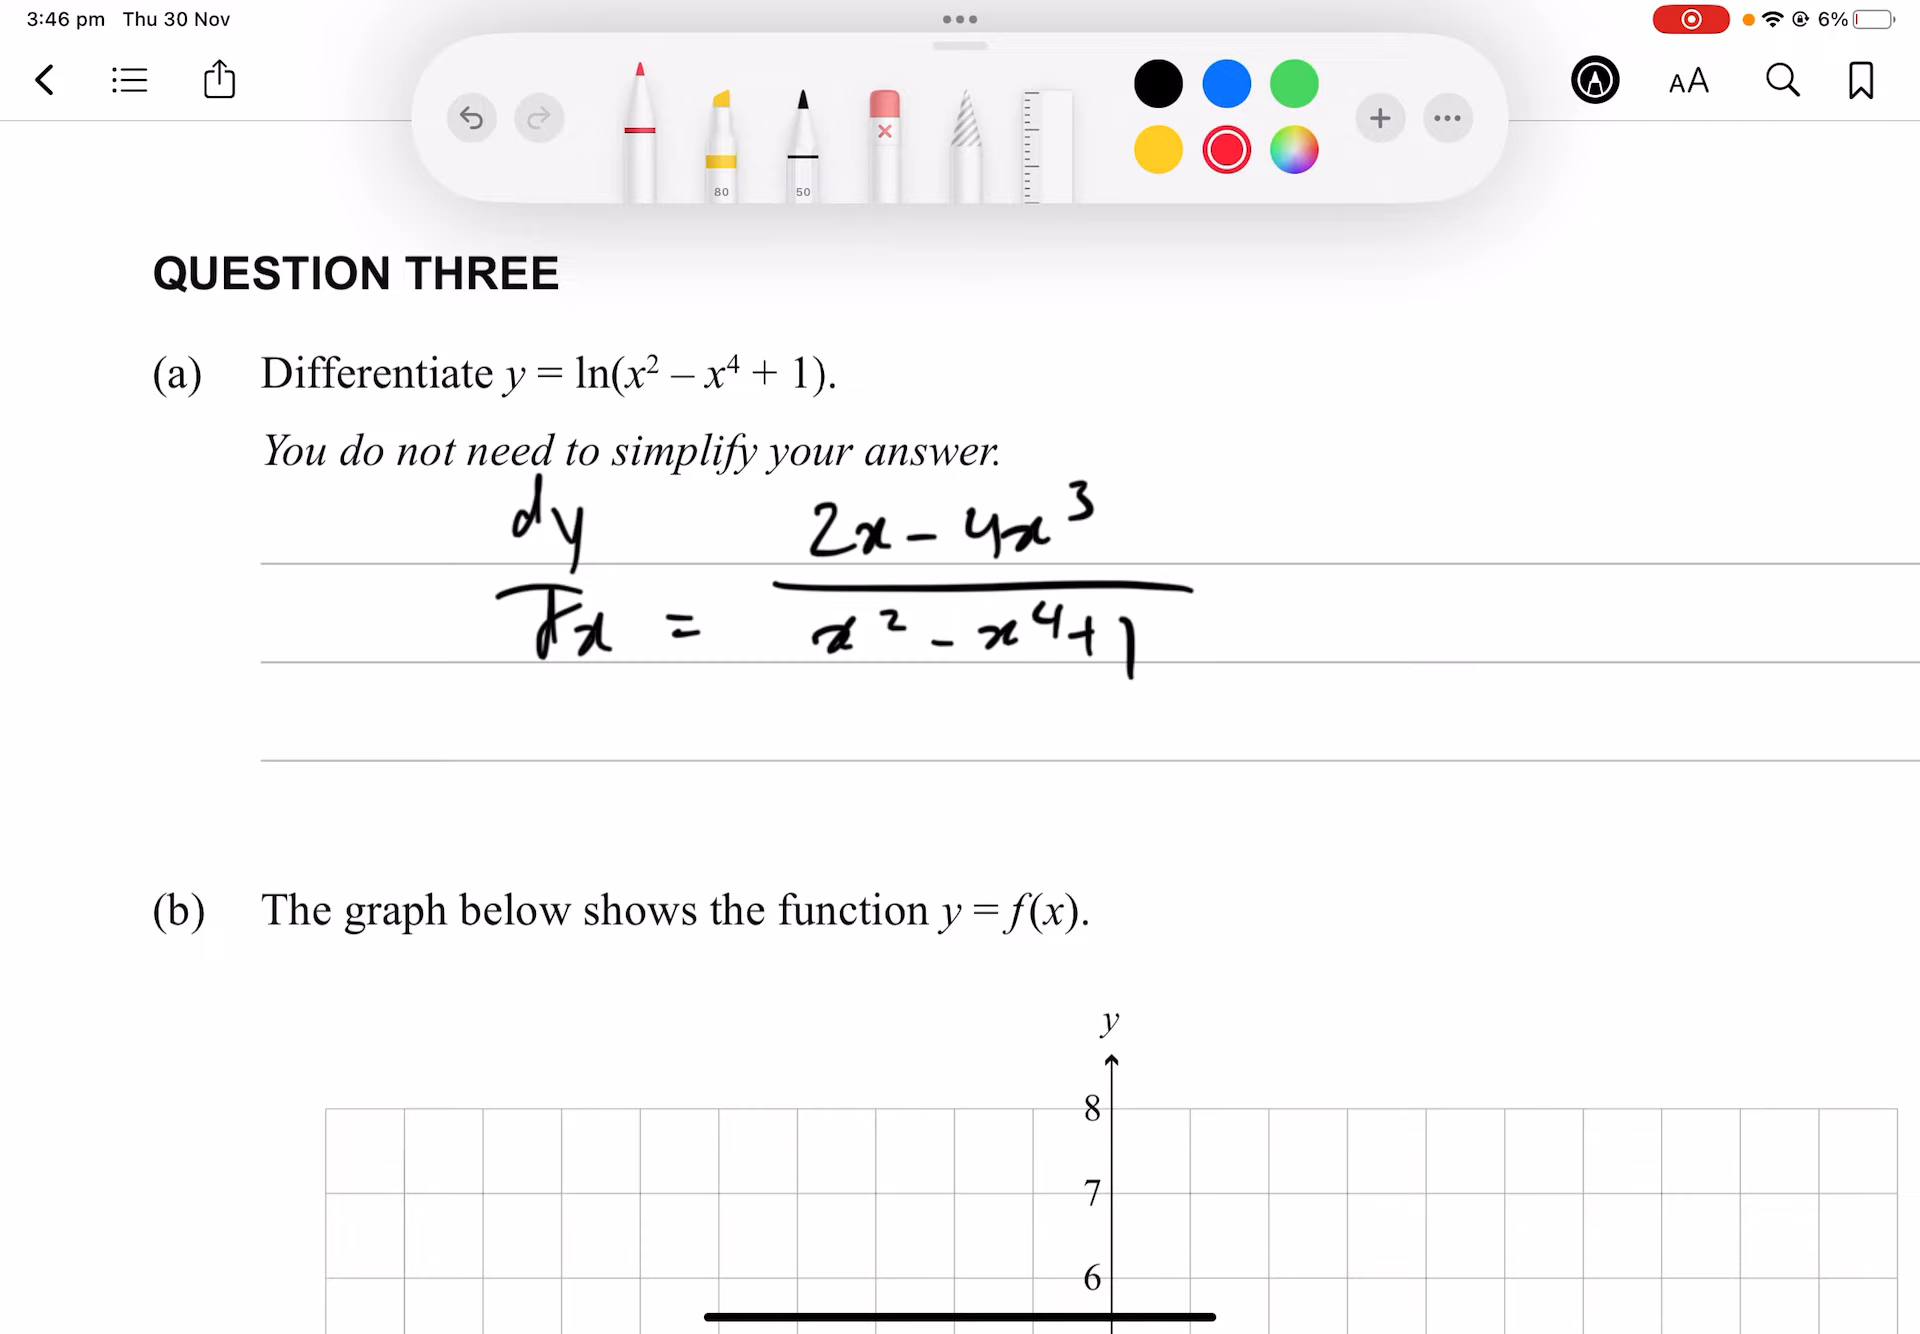 3:46 pm Thu 30 Nov
6%
AA
80
50
QUESTION THREE
(a) Differentiate y = ln(x² – x⁴ + 1).
You do not need to simplify your answer.
dy 2x - 4x³
dx = x² - x⁴ + 1
(b) The graph below shows the function y = f(x).
y
8
7
6